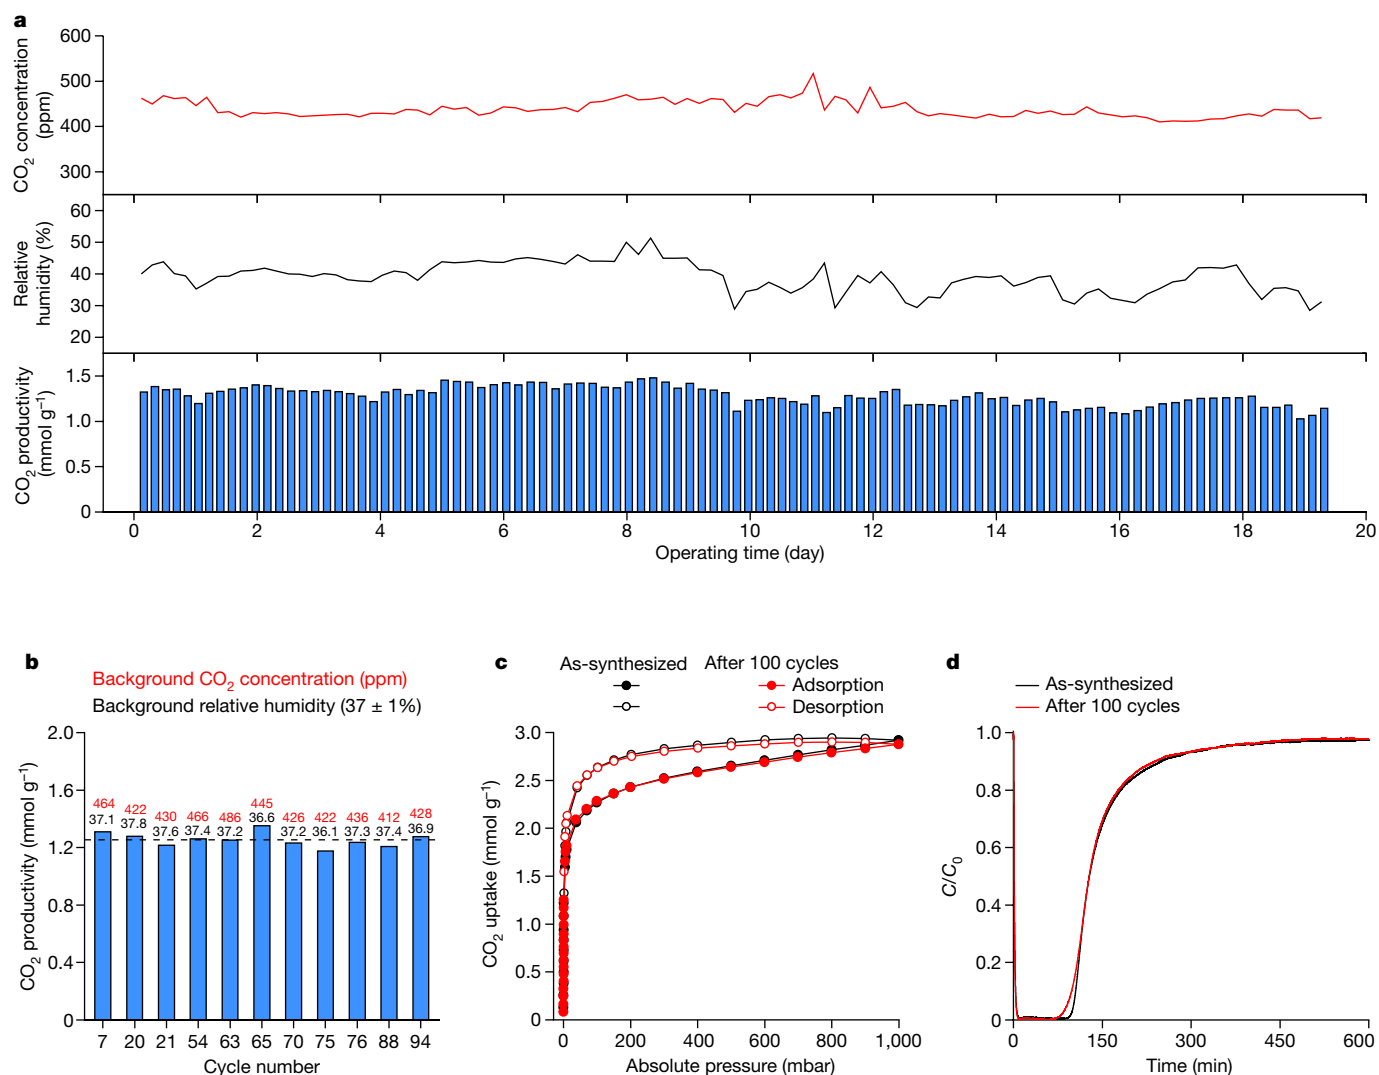 a
CO2 concentration
(ppm)
600
500
400
300
Relative
humidity (%)
60
50
40
30
20
CO2 productivity
(mmol g–1)
1.5
1.0
0.5
0
0 2 4 6 8 10 12 14 16 18 20
Operating time (day)
b
Background CO2 concentration (ppm)
Background relative humidity (37 ± 1%)
CO2 productivity (mmol g–1)
2.0
1.6
1.2
0.8
0.4
0
464 422 430 466 486 445 426 422 436 412 428
37.1 37.8 37.6 37.4 37.2 36.6 37.2 36.1 37.3 37.4 36.9
7 20 21 54 63 65 70 75 76 88 94
Cycle number
c
As-synthesized After 100 cycles
Adsorption
Desorption
CO2 uptake (mmol g–1)
3.0
2.5
2.0
1.5
1.0
0.5
0
0 200 400 600 800 1,000
Absolute pressure (mbar)
d
As-synthesized
After 100 cycles
C/C0
1.0
0.8
0.6
0.4
0.2
0
0 150 300 450 600
Time (min)